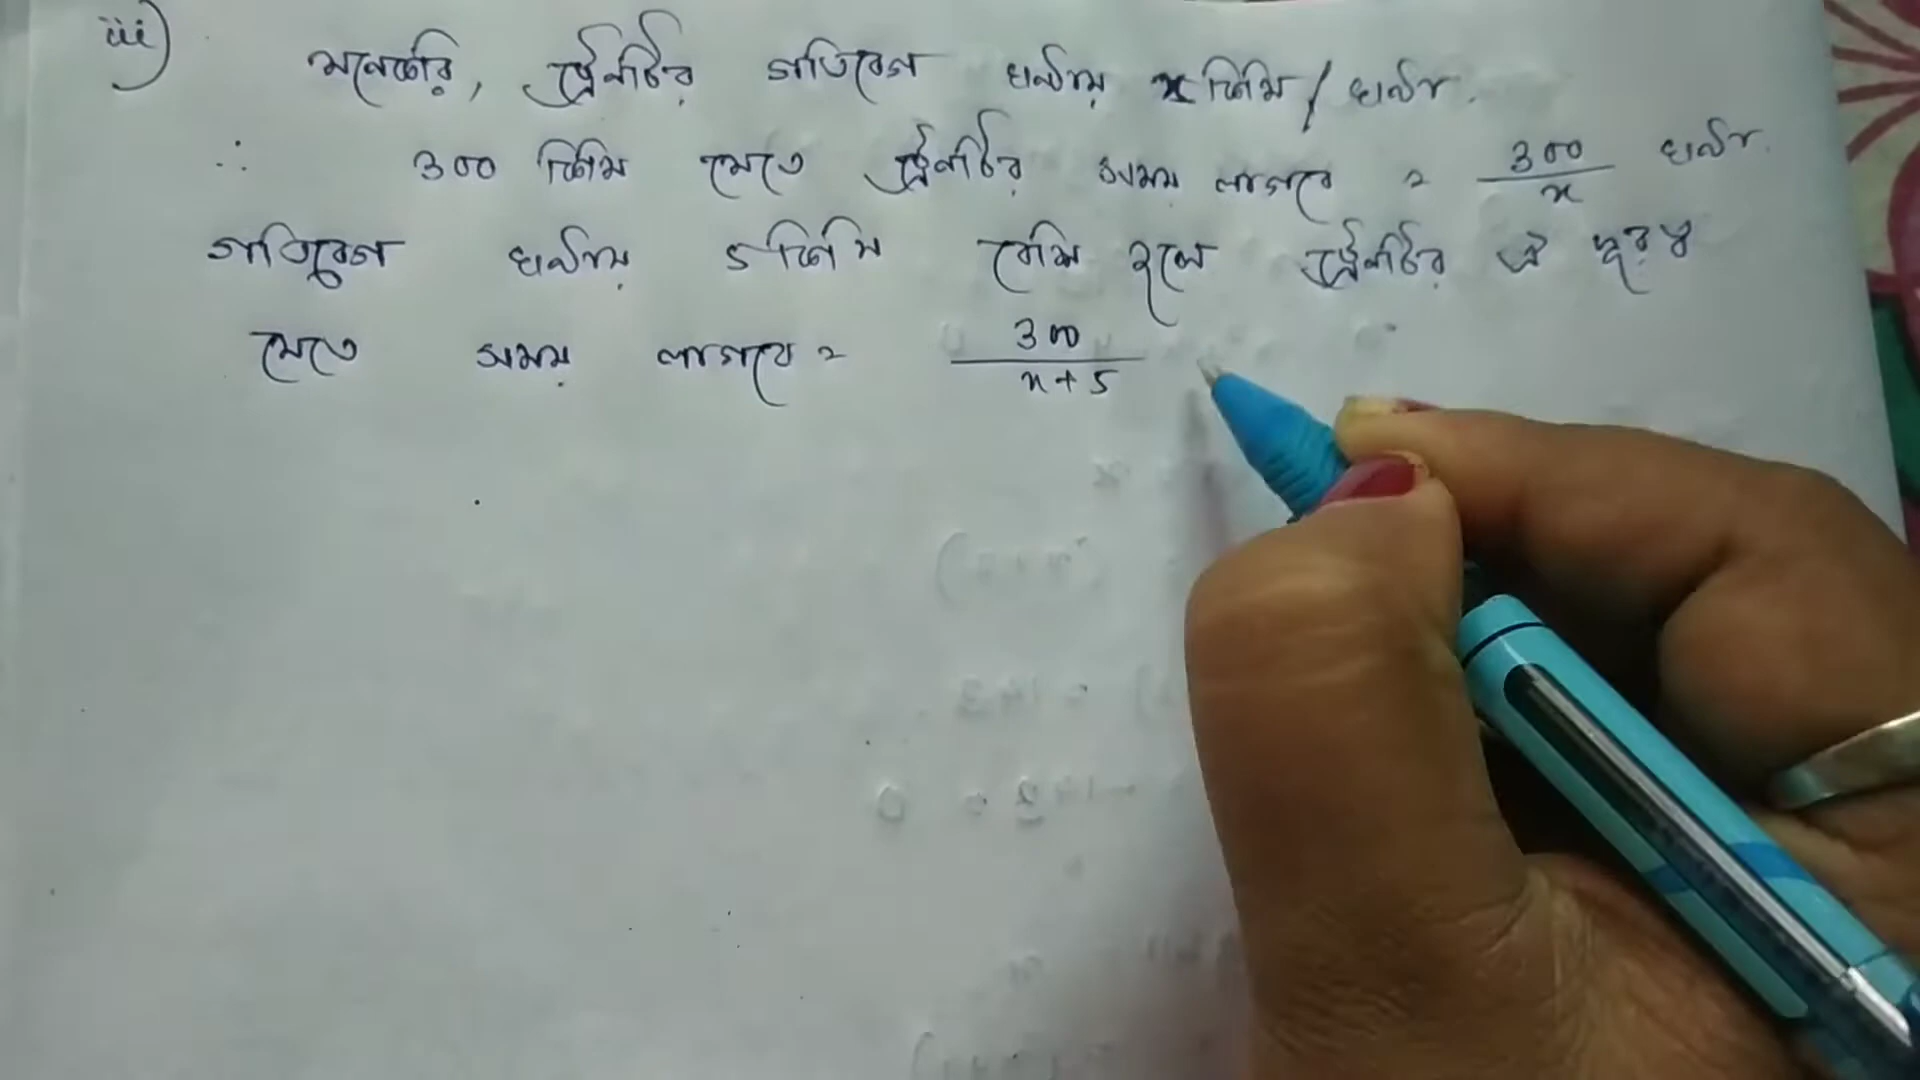 iii) মনেকরি, ট্রেনটির গতিবেগ ঘন্টায় x কিমি / ঘন্টা.
∴ 300 কিমি যেতে ট্রেনটির সময় লাগবে = 300/x ঘন্টা.
গতিবেগ ঘন্টায় 5 কিমি বেশি হলে ট্রেনটির ঐ দূরত্ব
যেতে সময় লাগবে = 300/x+5